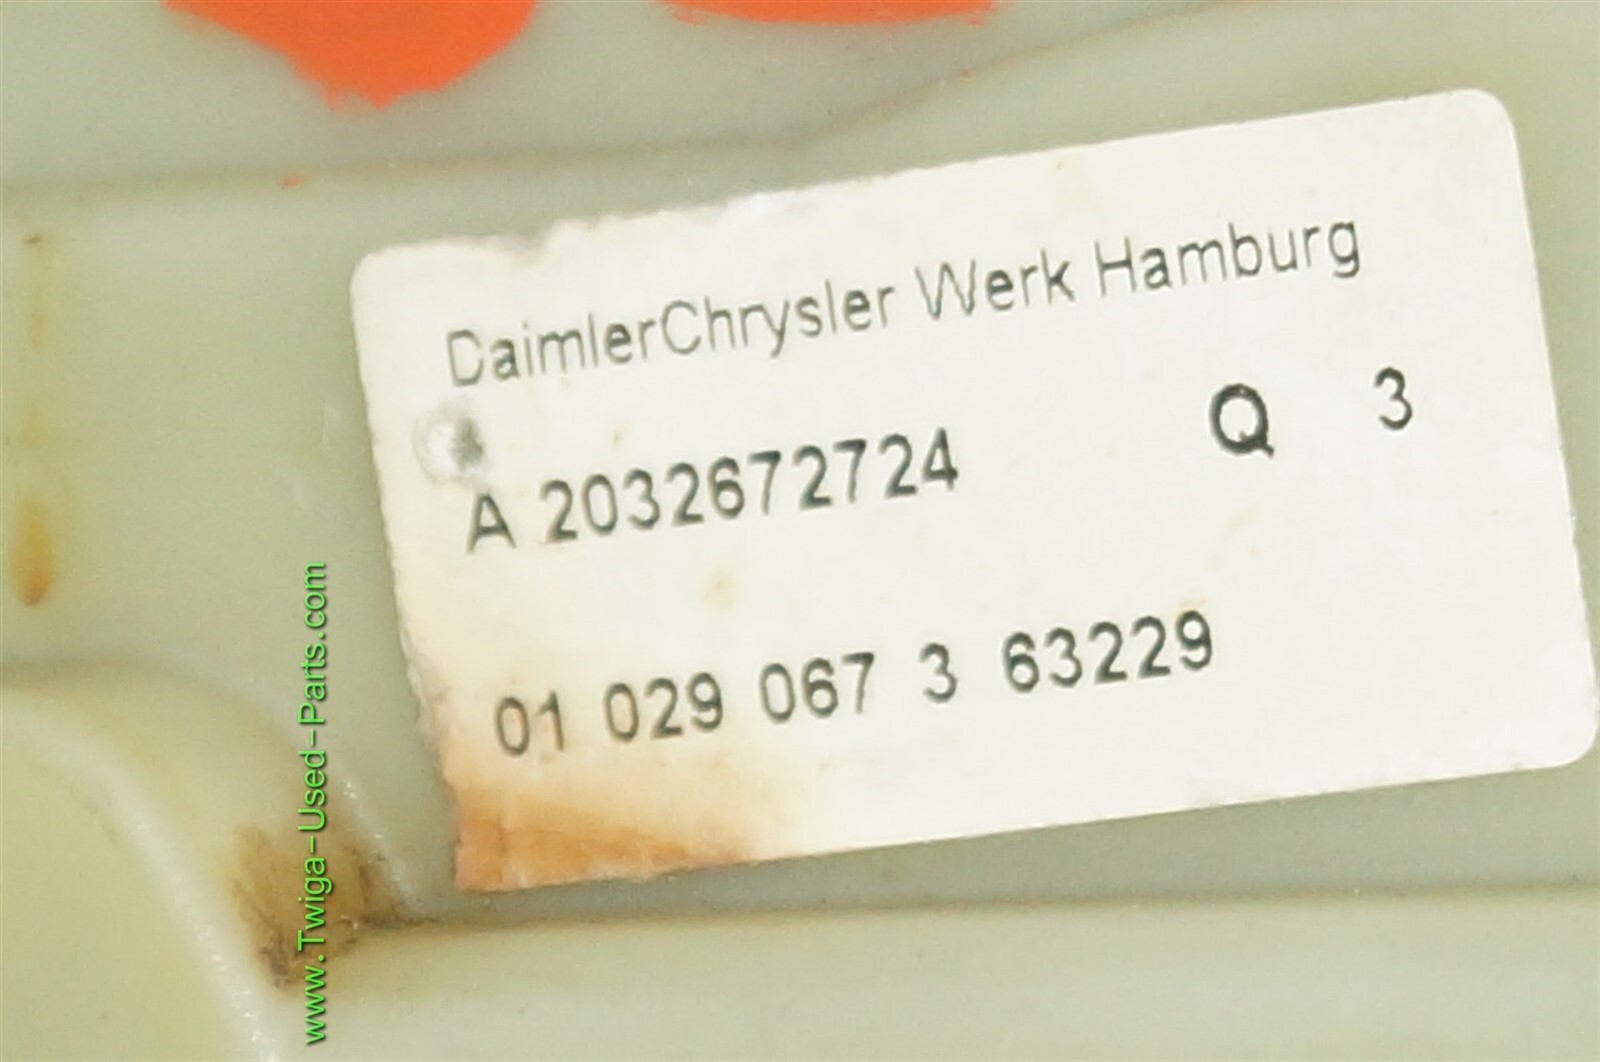 DaimlerChrysler Werk Hamburg
A 2032672724 Q 3
01 029 067 3 63229
www.Twiga-Used-Parts.com